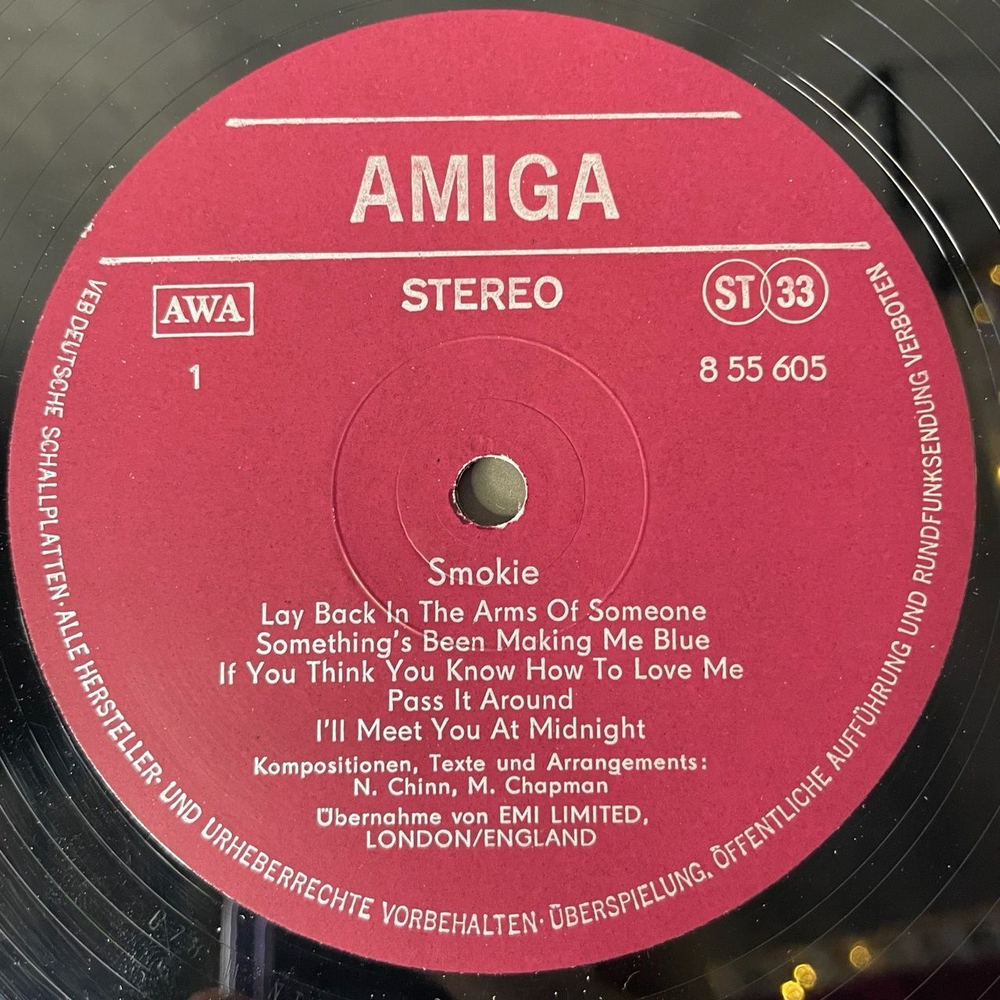 AMIGA
AWA
STEREO
ST 33
1
8 55 605
Smokie
Lay Back In The Arms Of Someone
Something's Been Making Me Blue
If You Think You Know How To Love Me
Pass It Around
I'll Meet You At Midnight
Kompositionen, Texte und Arrangements:
N. Chinn, M. Chapman
Übernahme von EMI LIMITED,
LONDON/ENGLAND
VEB DEUTSCHE SCHALLPLATTEN · ALLE HERSTELLER- UND URHEBERRECHTE VORBEHALTEN · ÜBERSPIELUNG, ÖFFENTLICHE AUFFÜHRUNG UND RUNDFUNKSENDUNG VERBOTEN